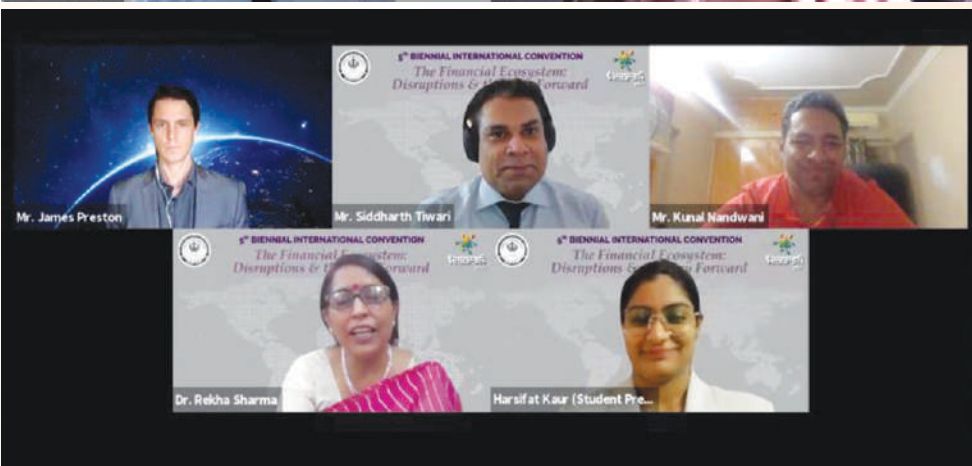 5th BIENNIAL INTERNATIONAL CONVENTION
The Financial Ecosystem:
Disruptions & Forward
Mr. James Preston
Mr. Siddharth Tiwari
Mr. Kunal Nandwani
5th BIENNIAL INTERNATIONAL CONVENTION
The Financial Ecosystem:
Disruptions & Forward
5th BIENNIAL INTERNATIONAL CONVENTION
The Financial Ecosystem:
Disruptions & Forward
Dr. Rekha Sharma
Harsifat Kaur (Student Pre...